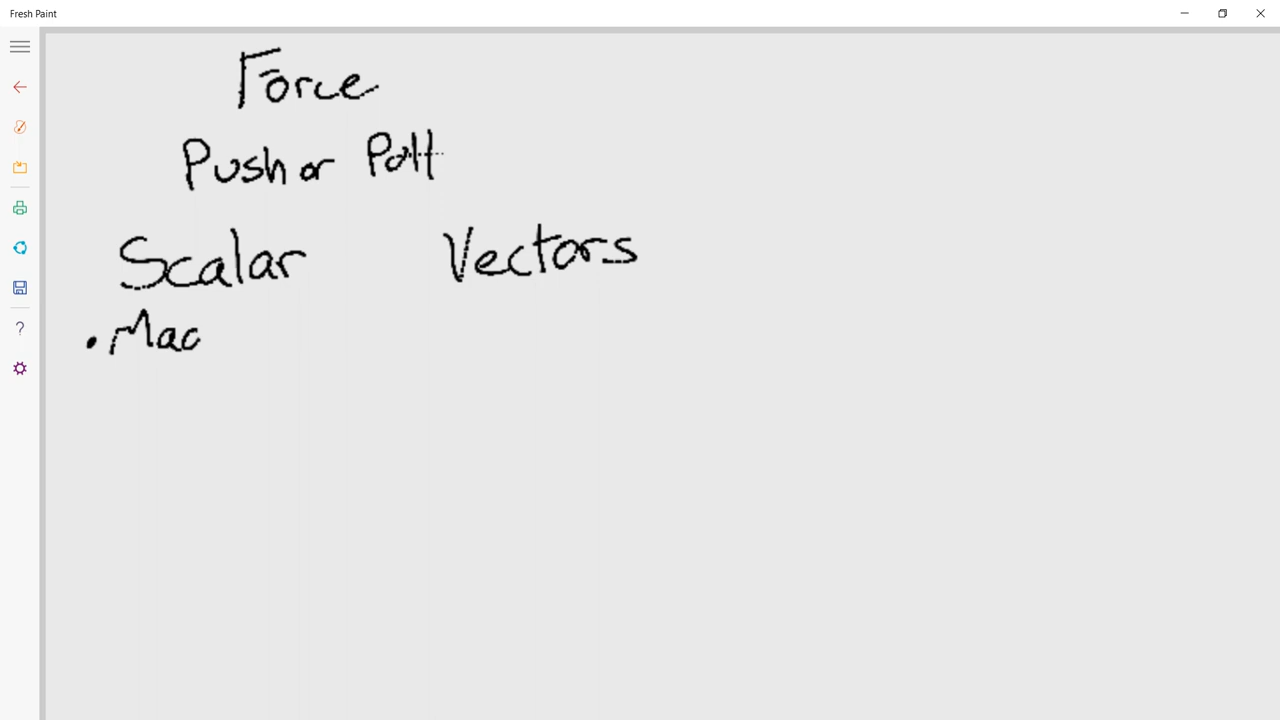 Fresh Paint
Force
Push or Pull
Scalar Vectors
• Mac